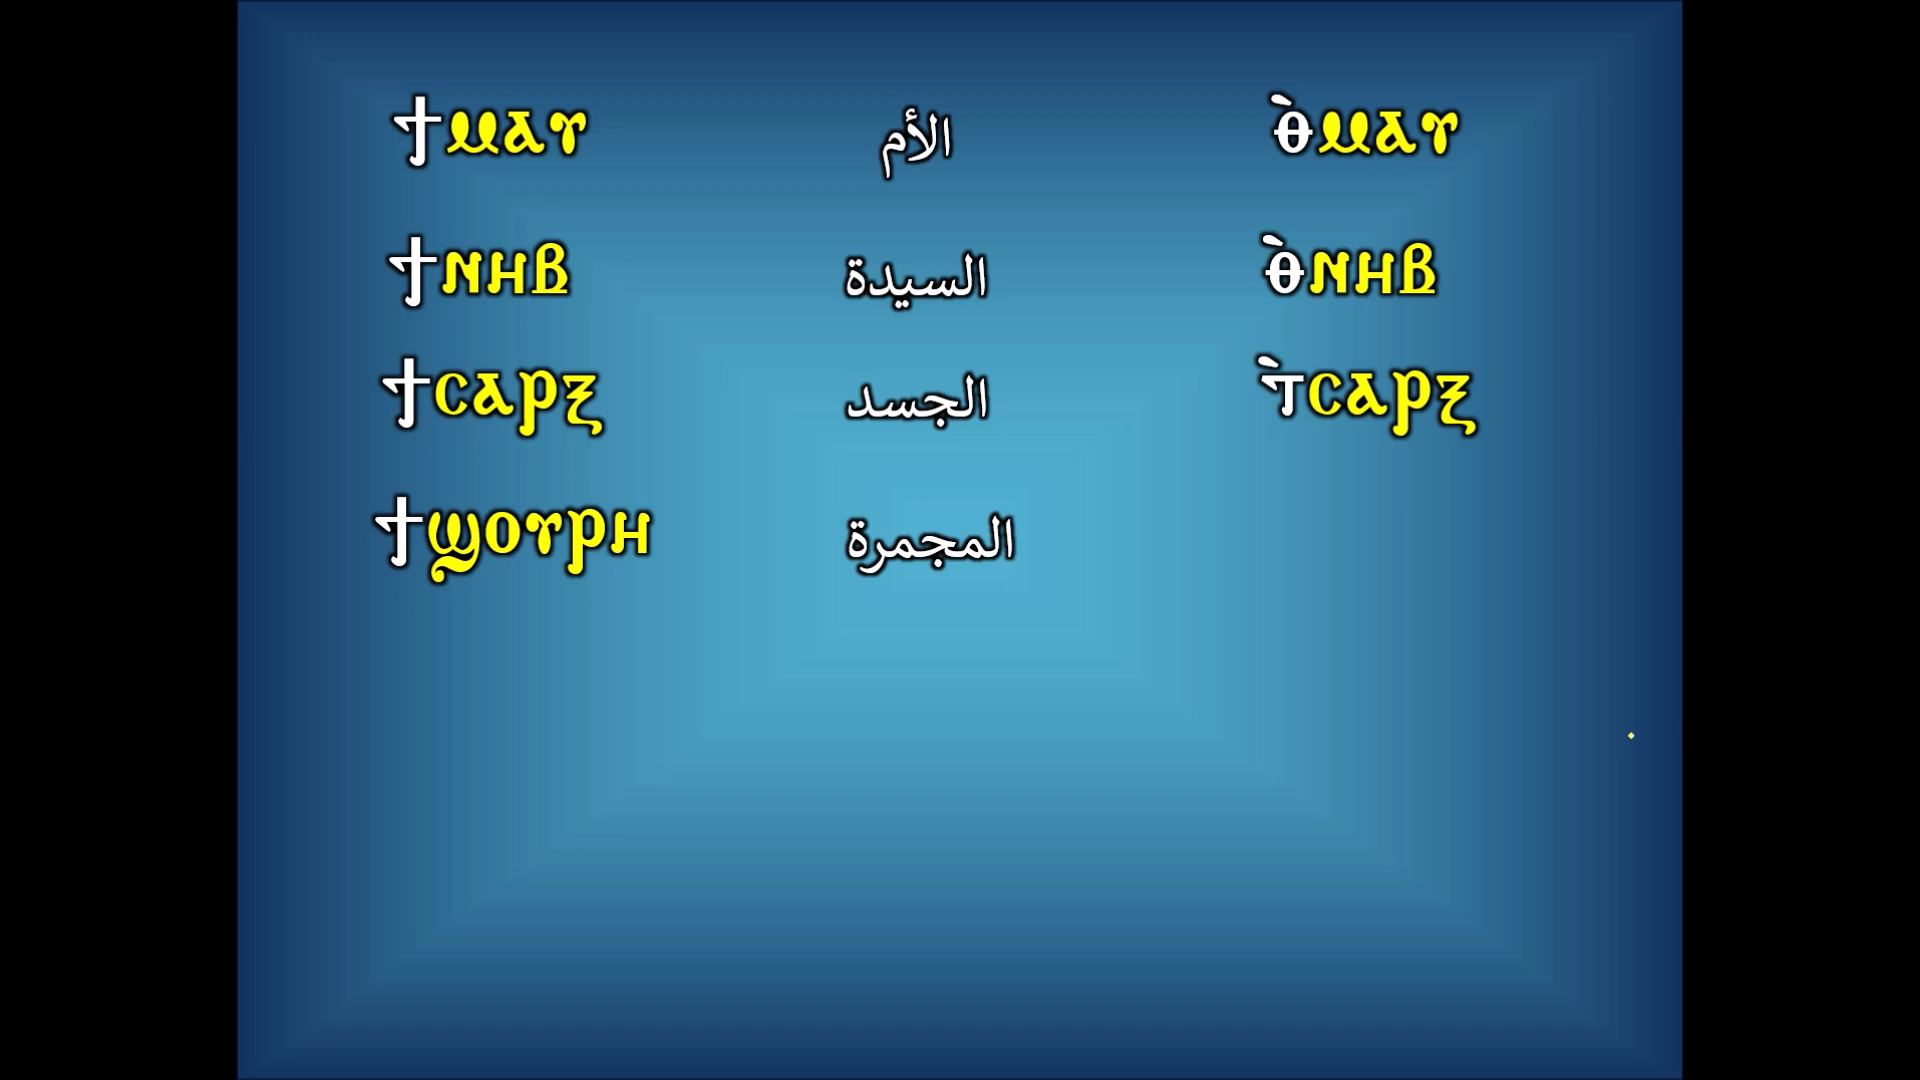 ϯⲙⲁⲩ الأم ⲑ̀ⲙⲁⲩ
ϯⲛⲏⲃ السيدة ⲑ̀ⲛⲏⲃ
ϯⲥⲁⲣⲝ الجسد ⲧ̀ⲥⲁⲣⲝ
ϯϣⲟⲩⲣⲏ المجمرة